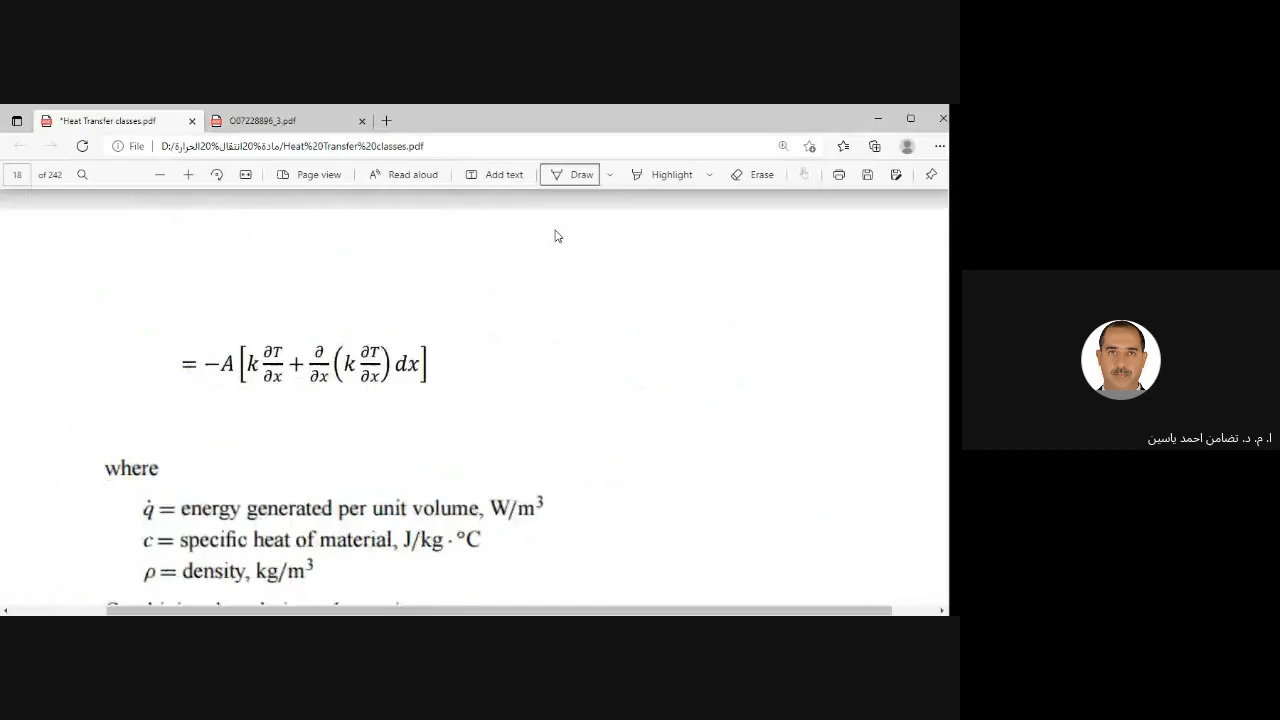 *Heat Transfer classes.pdf
O07228896_3.pdf
File D:/مادة%20انتقال%20الحرارة/Heat%20Transfer%20classes.pdf
18 of 242 Page view Read aloud Add text Draw Highlight Erase
= −A[k ∂T/∂x + ∂/∂x (k ∂T/∂x) dx]
where
q̇ = energy generated per unit volume, W/m³
c = specific heat of material, J/kg · °C
ρ = density, kg/m³
ا. م. د. تضامن احمد ياسين